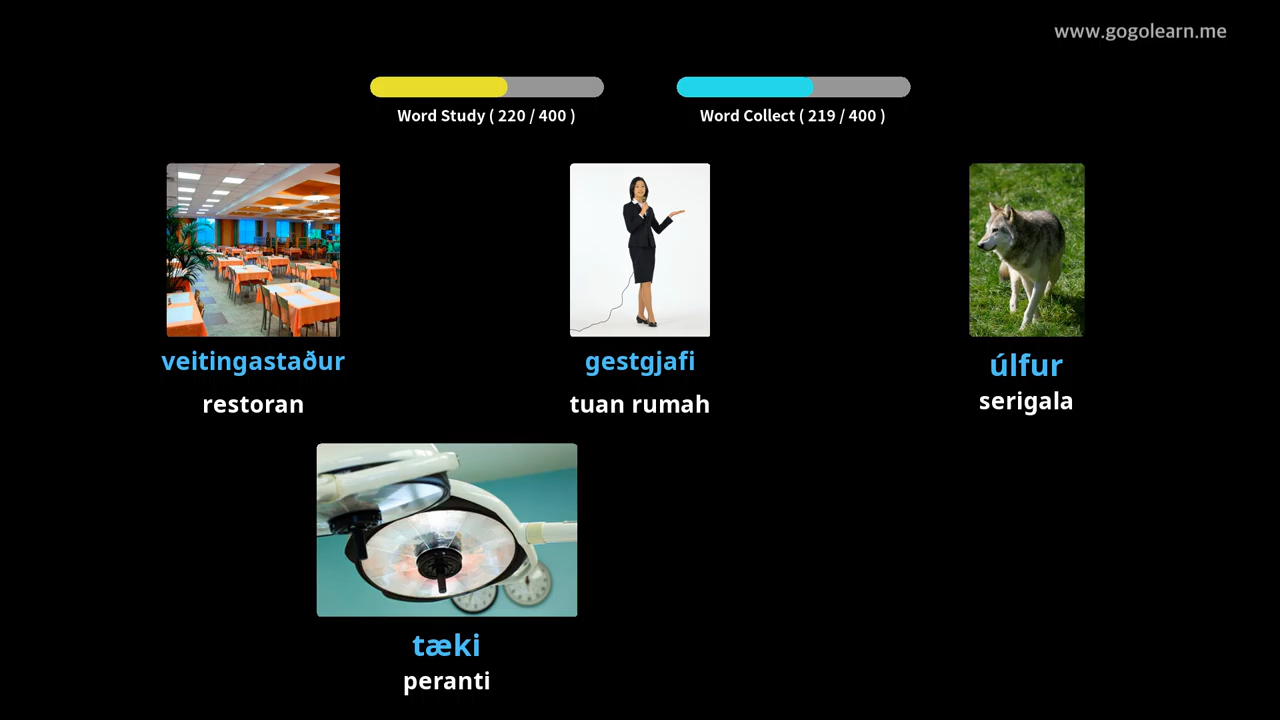 www.gogolearn.me
Word Study ( 220 / 400 )
Word Collect ( 219 / 400 )
veitingastaður
restoran
gestgjafi
tuan rumah
úlfur
serigala
tæki
peranti